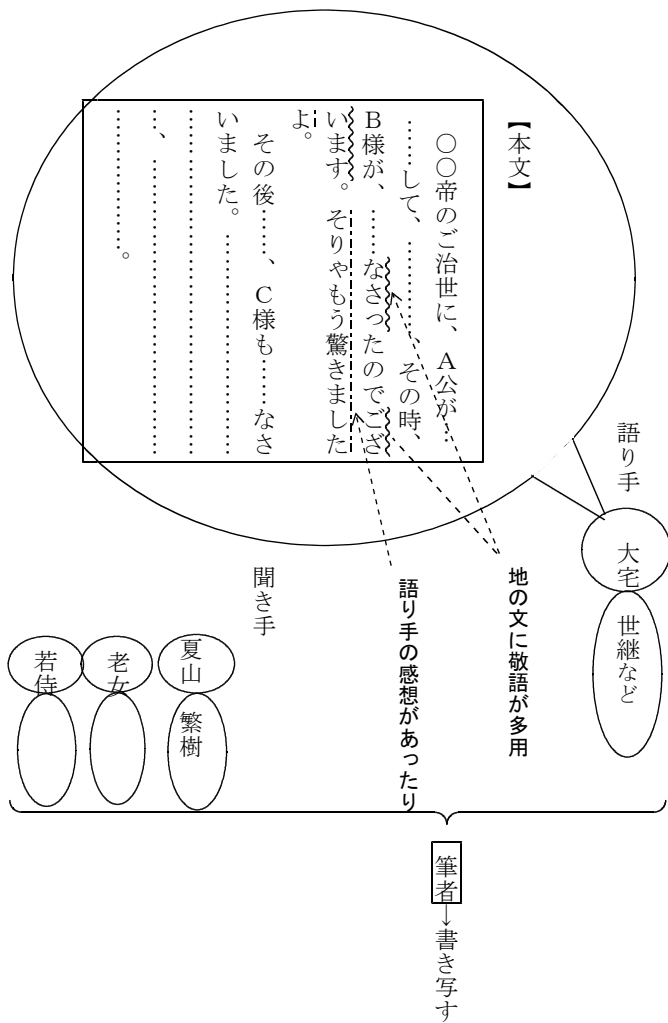 【本文】
○○帝のご治世に、A公が…
……して、…………、その時、
B様が、……なさったのでござ
います。そりゃもう驚きました
よ。
その後……、C様も……なさ
いました。…………………
……………………………
…、………………………
……………。
語り手
大宅
世継など
地の文に敬語が多用
語り手の感想があったり
聞き手
夏山
繁樹
老女
若侍
筆者→書き写す